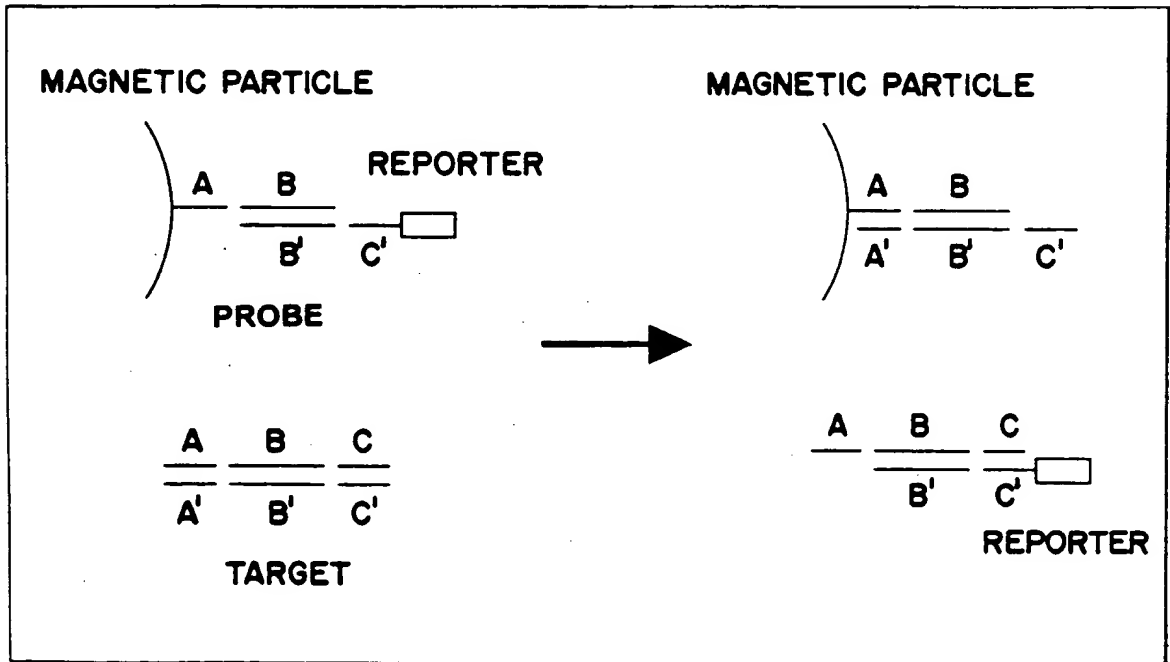 MAGNETIC PARTICLE
A B REPORTER
B' C'
PROBE
A B C
A' B' C'
TARGET
MAGNETIC PARTICLE
A B
A' B' C'
A B C
B' C'
REPORTER